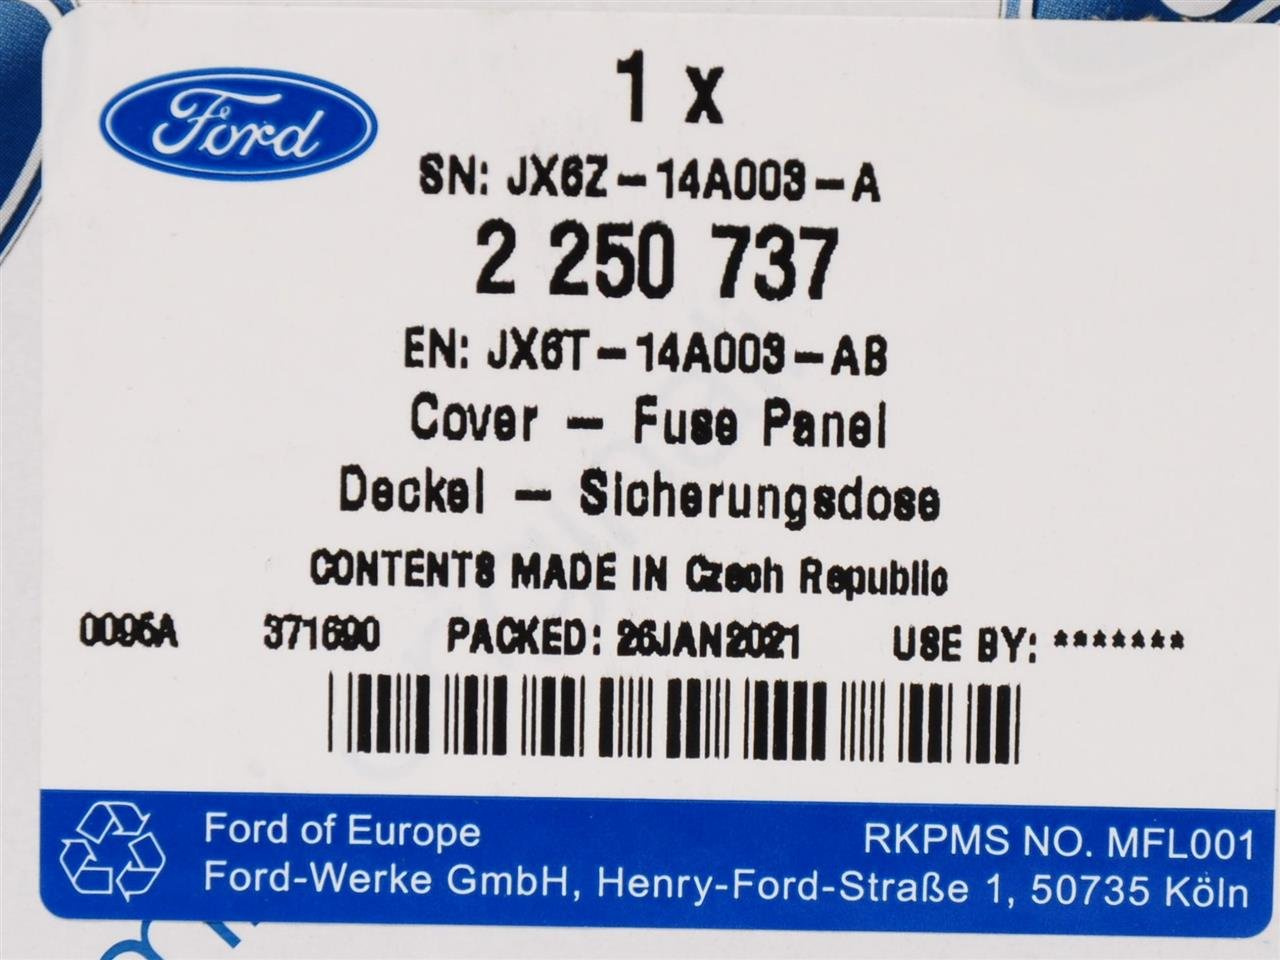 Ford
1 x
SN: JX6Z-14A003-A
2 250 737
EN: JX6T-14A003-AB
Cover - Fuse Panel
Deckel - Sicherungsdose
CONTENTS MADE IN Czech Republic
0095A 371690 PACKED: 26JAN2021 USE BY: *******
Ford of Europe RKPMS NO. MFL001
Ford-Werke GmbH, Henry-Ford-Straße 1, 50735 Köln